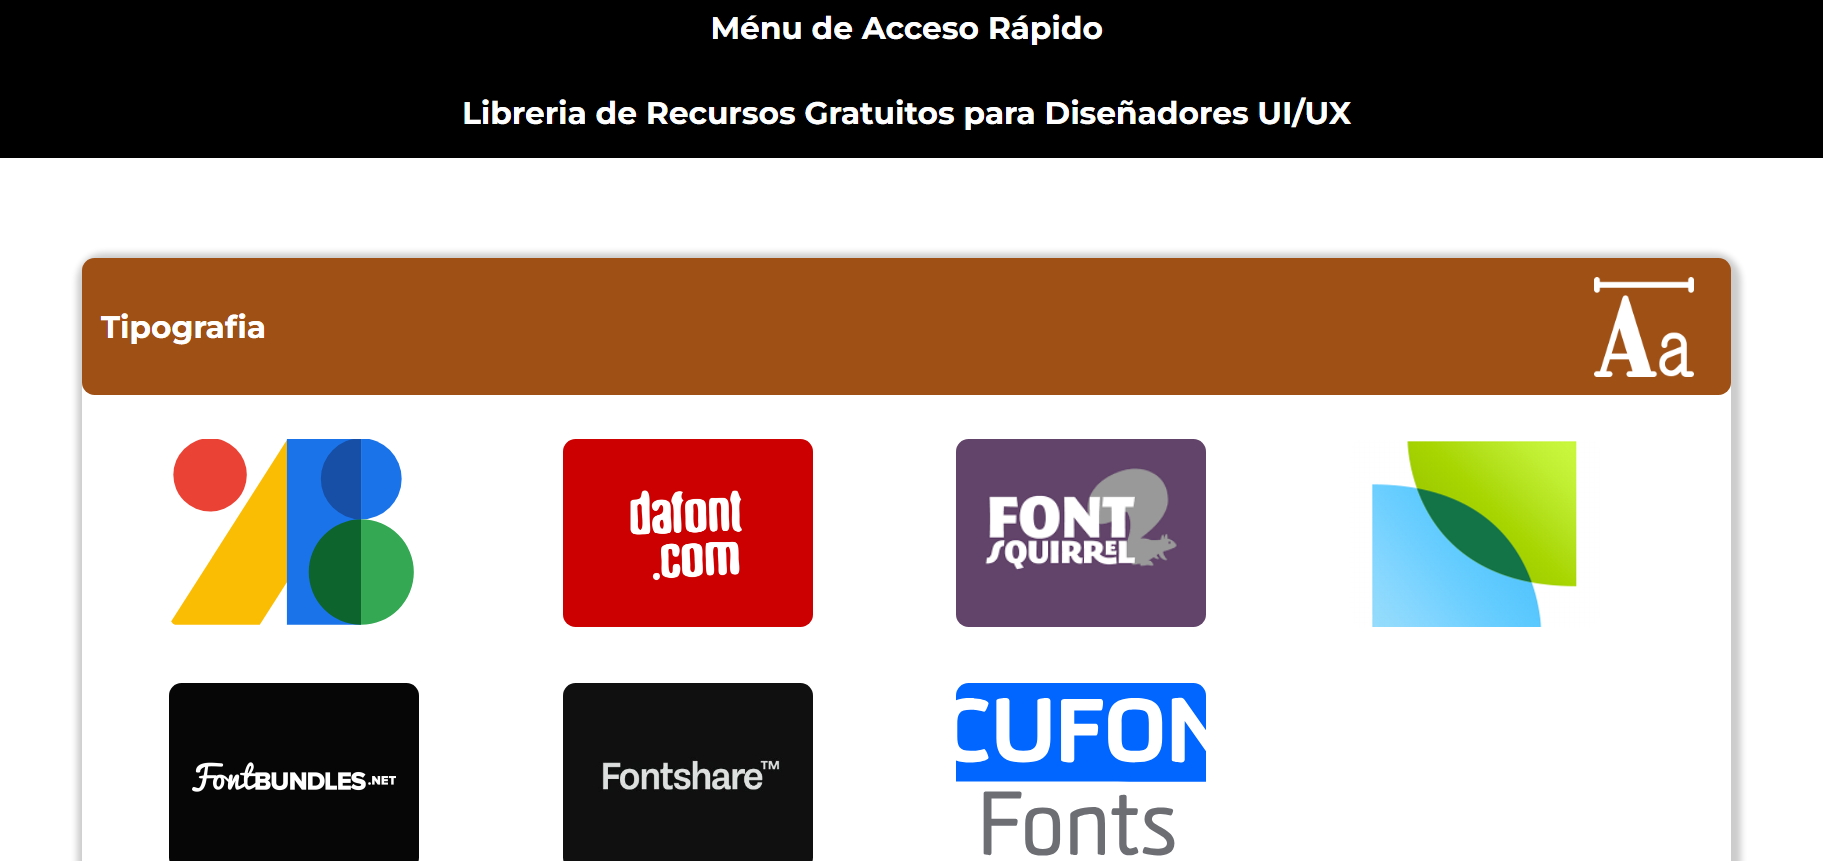 Ménu de Acceso Rápido
Libreria de Recursos Gratuitos para Diseñadores UI/UX
Tipografia
Aa
dafont
.com
FONT
SQUIRREL
FontBUNDLES.NET
Fontshare™
CUFON
Fonts